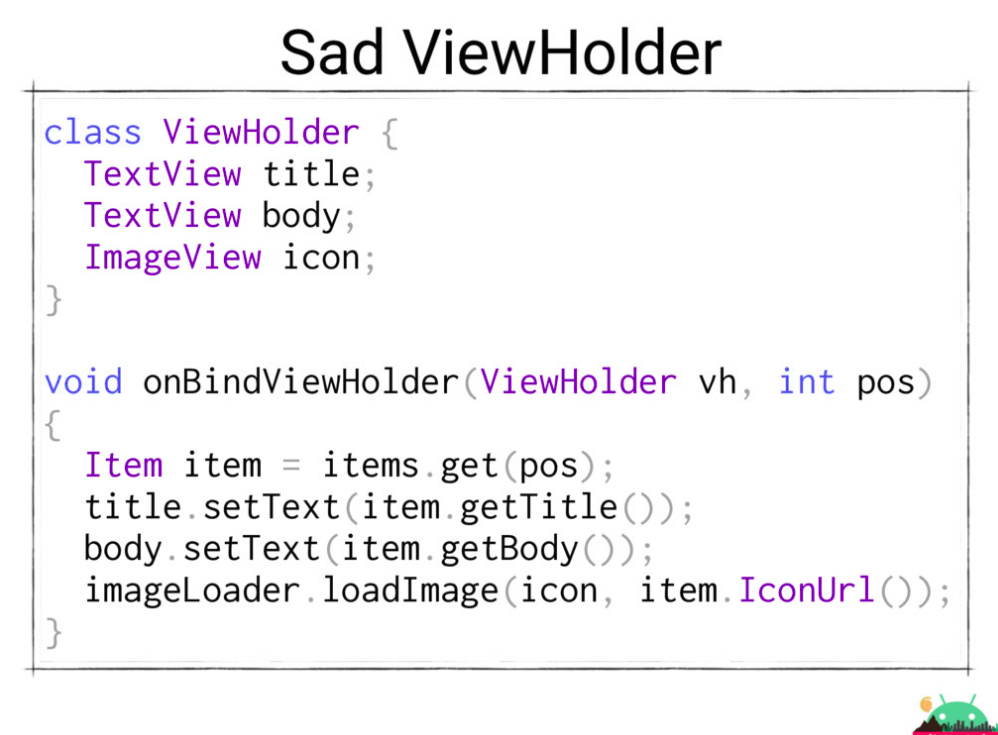 Sad ViewHolder
class ViewHolder {
  TextView title;
  TextView body;
  ImageView icon;
}
void onBindViewHolder(ViewHolder vh, int pos)
{
  Item item = items.get(pos);
  title.setText(item.getTitle());
  body.setText(item.getBody());
  imageLoader.loadImage(icon, item.IconUrl());
}